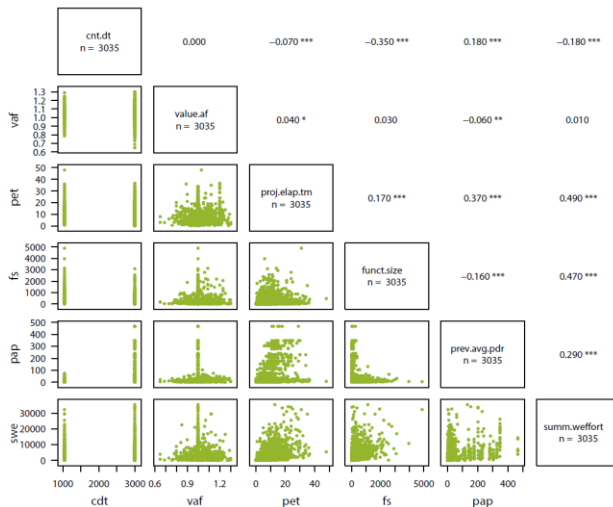 cnt.dt
n = 3035
0.000
−0.070 ***
−0.350 ***
0.180 ***
−0.180 ***
vaf
1.3
1.2
1.1
1.0
0.9
0.8
0.7
0.6
value.af
n = 3035
0.040 *
0.030
−0.060 **
0.010
pet
50
40
30
20
10
0
proj.elap.tm
n = 3035
0.170 ***
0.370 ***
0.490 ***
fs
5000
4000
3000
2000
1000
0
funct.size
n = 3035
−0.160 ***
0.470 ***
pap
500
400
300
200
100
0
prev.avg.pdr
n = 3035
0.290 ***
swe
30000
20000
10000
0
summ.weffort
n = 3035
1000 2000 3000 0.6 0.9 1.2 0 10 20 30 40 50 0 5000 0 200 400
cdt vaf pet fs pap